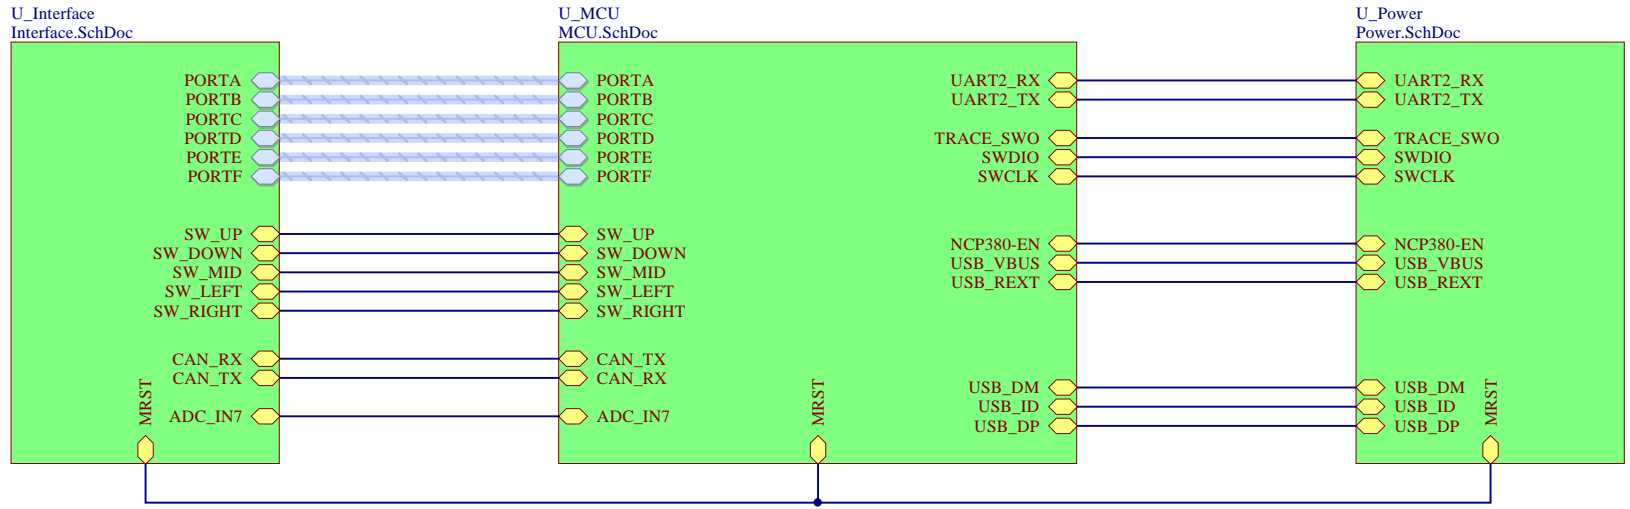 U_Interface
Interface.SchDoc
PORTA
PORTB
PORTC
PORTD
PORTE
PORTF
SW_UP
SW_DOWN
SW_MID
SW_LEFT
SW_RIGHT
CAN_RX
CAN_TX
ADC_IN7
MRST
U_MCU
MCU.SchDoc
PORTA
PORTB
PORTC
PORTD
PORTE
PORTF
SW_UP
SW_DOWN
SW_MID
SW_LEFT
SW_RIGHT
CAN_TX
CAN_RX
ADC_IN7
MRST
UART2_RX
UART2_TX
TRACE_SWO
SWDIO
SWCLK
NCP380-EN
USB_VBUS
USB_REXT
USB_DM
USB_ID
USB_DP
U_Power
Power.SchDoc
UART2_RX
UART2_TX
TRACE_SWO
SWDIO
SWCLK
NCP380-EN
USB_VBUS
USB_REXT
USB_DM
USB_ID
USB_DP
MRST